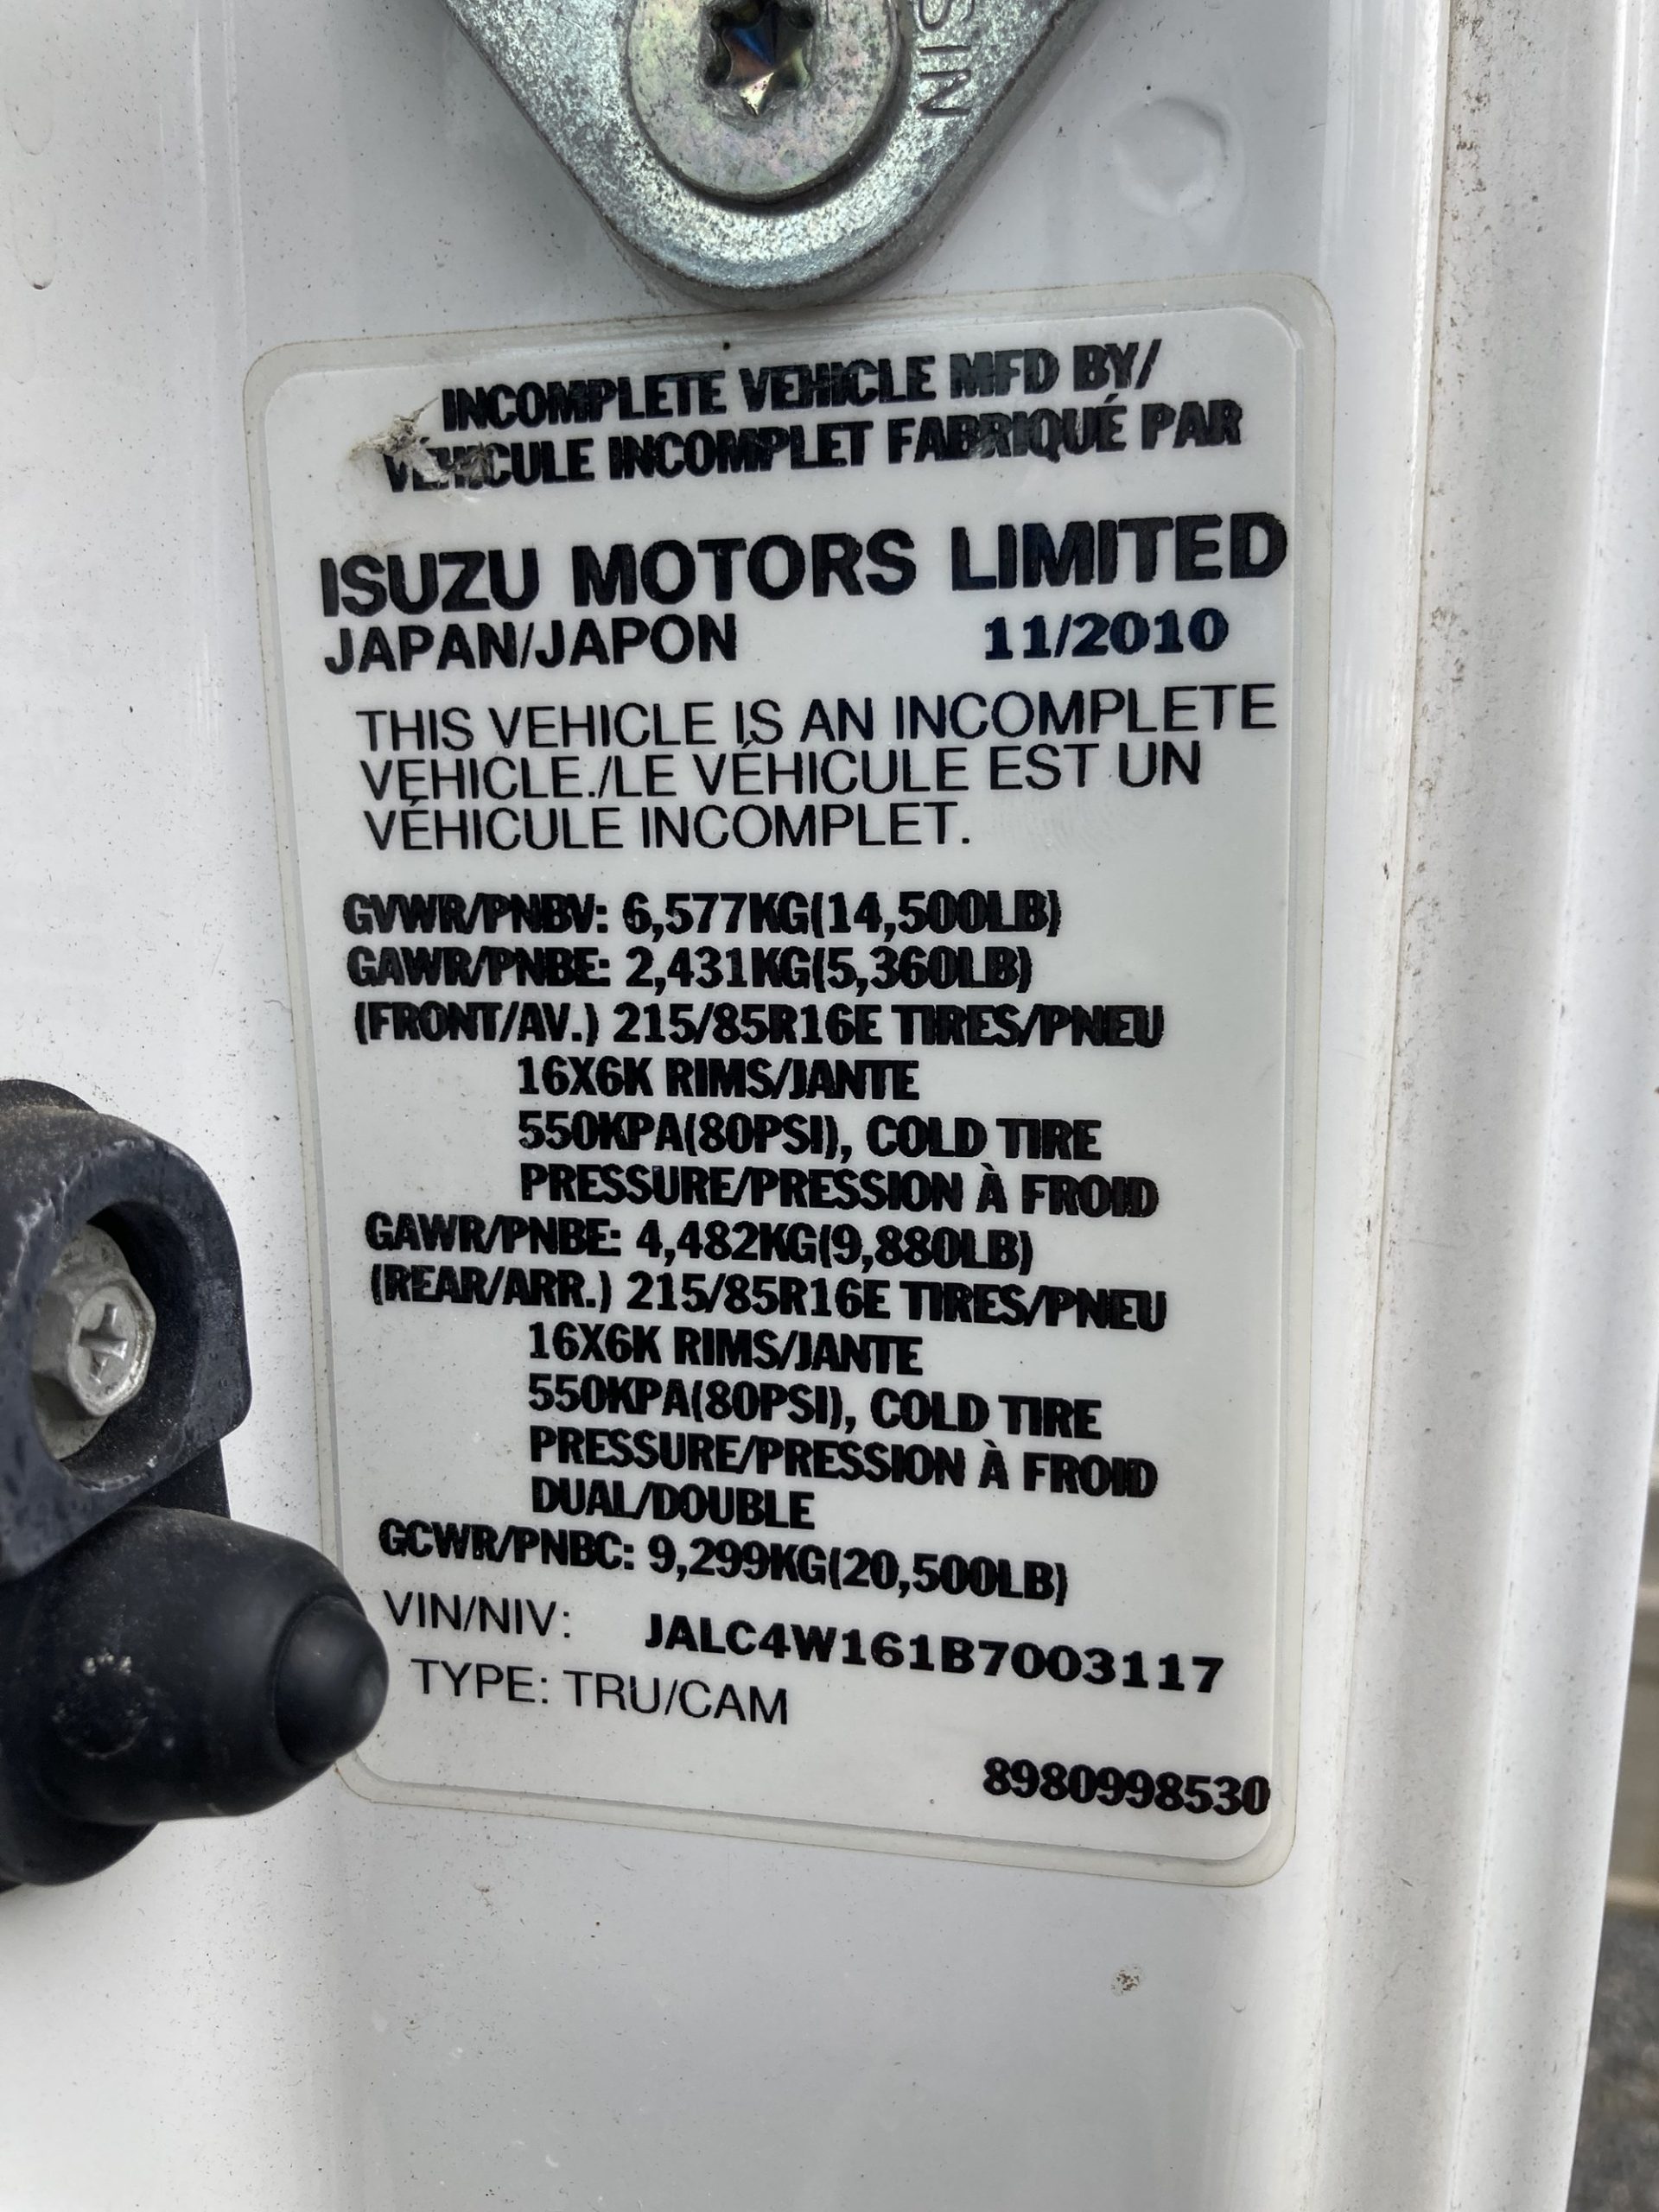 SIN
INCOMPLETE VEHICLE MFD BY/
VÉHICULE INCOMPLET FABRIQUÉ PAR
ISUZU MOTORS LIMITED
JAPAN/JAPON 11/2010
THIS VEHICLE IS AN INCOMPLETE
VEHICLE./LE VÉHICULE EST UN
VÉHICULE INCOMPLET.
GVWR/PNBV: 6,577KG(14,500LB)
GAWR/PNBE: 2,431KG(5,360LB)
(FRONT/AV.) 215/85R16E TIRES/PNEU
16X6K RIMS/JANTE
550KPA(80PSI), COLD TIRE
PRESSURE/PRESSION À FROID
GAWR/PNBE: 4,482KG(9,880LB)
(REAR/ARR.) 215/85R16E TIRES/PNEU
16X6K RIMS/JANTE
550KPA(80PSI), COLD TIRE
PRESSURE/PRESSION À FROID
DUAL/DOUBLE
GCWR/PNBC: 9,299KG(20,500LB)
VIN/NIV: JALC4W161B7003117
TYPE: TRU/CAM
8980998530